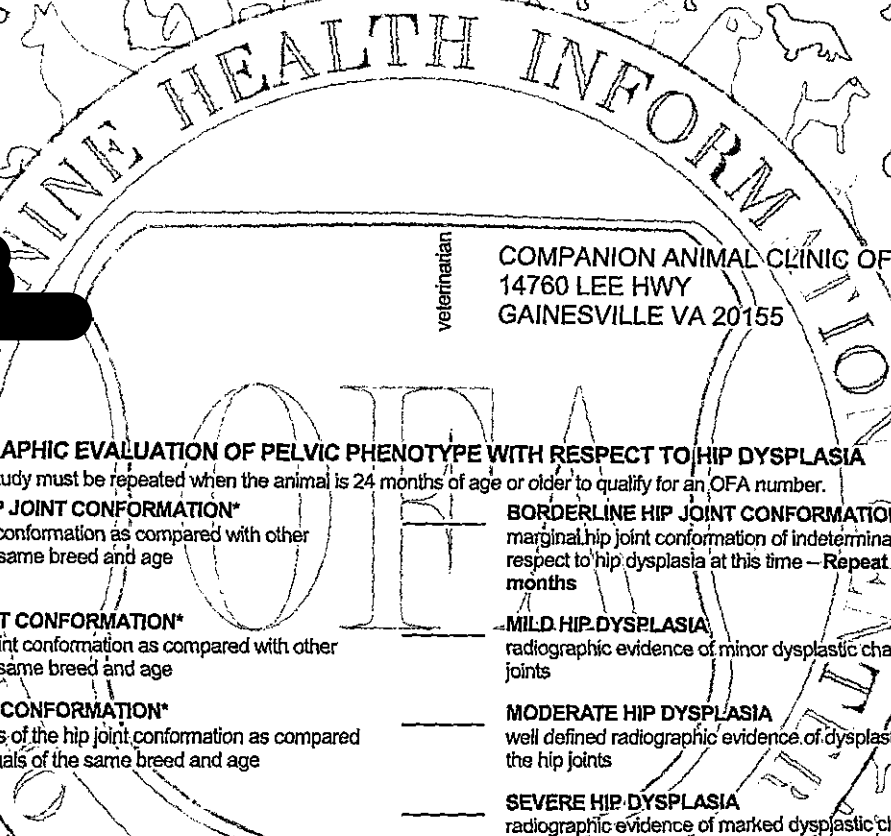 NINE HEALTH INFORMATION
veterinarian
COMPANION ANIMAL CLINIC OF
14760 LEE HWY
GAINESVILLE VA 20155
OFA
APHIC EVALUATION OF PELVIC PHENOTYPE WITH RESPECT TO HIP DYSPLASIA
udy must be repeated when the animal is 24 months of age or older to qualify for an OFA number.
P JOINT CONFORMATION*
conformation as compared with other
same breed and age
T CONFORMATION*
int conformation as compared with other
same breed and age
CONFORMATION*
s of the hip joint conformation as compared
als of the same breed and age
BORDERLINE HIP JOINT CONFORMATIO
marginal hip joint conformation of indetermina
respect to hip dysplasia at this time – Repeat
months
MILD HIP DYSPLASIA
radiographic evidence of minor dysplastic cha
joints
MODERATE HIP DYSPLASIA
well defined radiographic evidence of dysplas
the hip joints
SEVERE HIP DYSPLASIA
radiographic evidence of marked dysplastic c